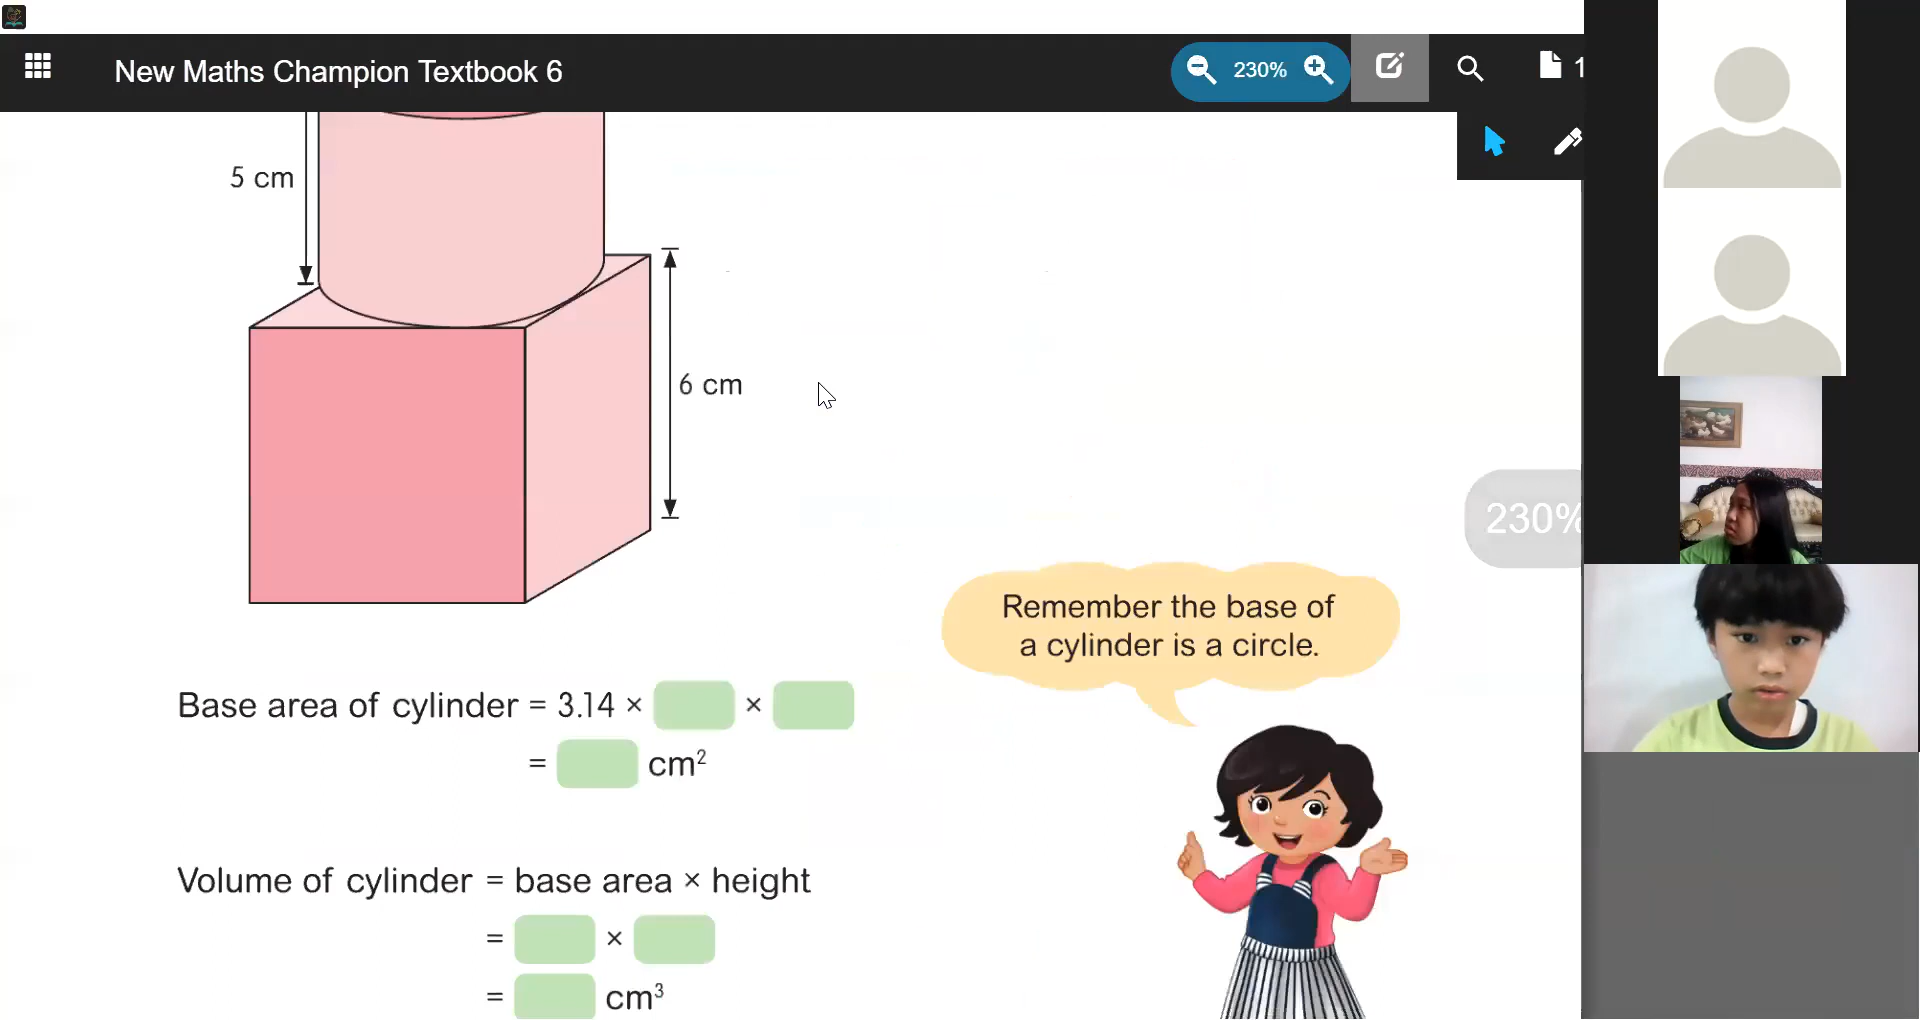 New Maths Champion Textbook 6
230%
1
5 cm
6 cm
230%
Remember the base of
a cylinder is a circle.
Base area of cylinder = 3.14 × ×
= cm²
Volume of cylinder = base area × height
= ×
= cm³